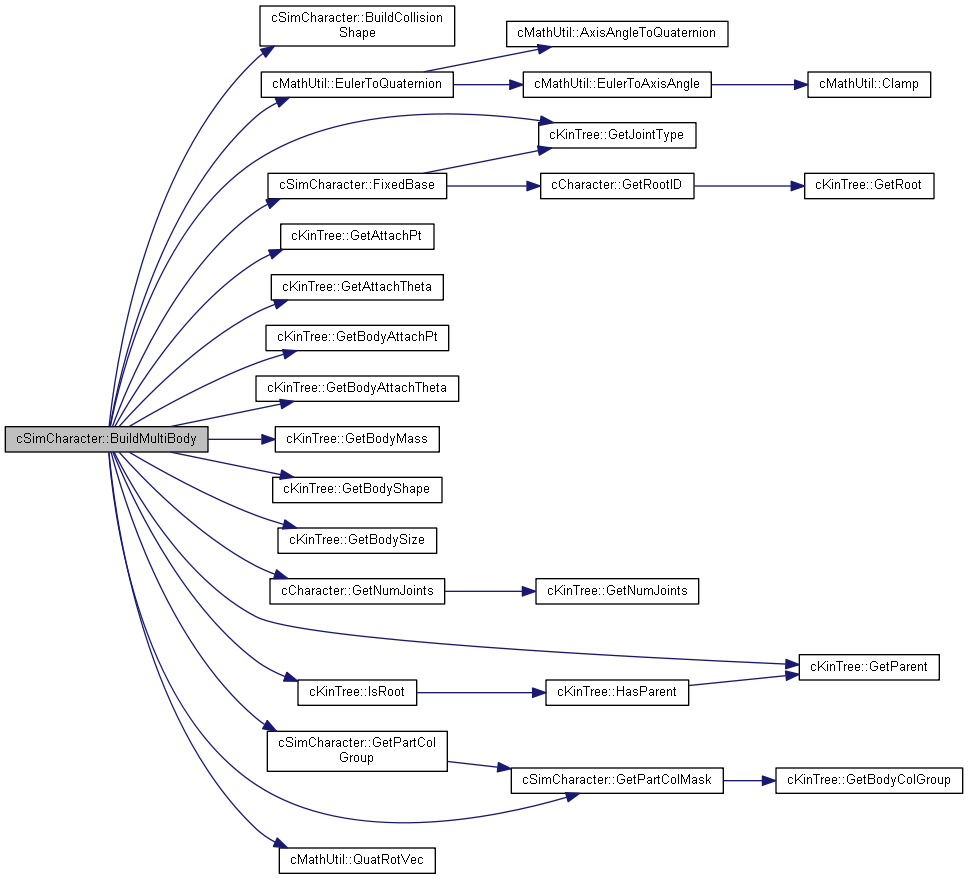 cSimCharacter::BuildCollision
Shape
cMathUtil::AxisAngleToQuaternion
cMathUtil::EulerToQuaternion
cMathUtil::EulerToAxisAngle
cMathUtil::Clamp
cKinTree::GetJointType
cSimCharacter::FixedBase
cCharacter::GetRootID
cKinTree::GetRoot
cKinTree::GetAttachPt
cKinTree::GetAttachTheta
cKinTree::GetBodyAttachPt
cKinTree::GetBodyAttachTheta
cSimCharacter::BuildMultiBody
cKinTree::GetBodyMass
cKinTree::GetBodyShape
cKinTree::GetBodySize
cCharacter::GetNumJoints
cKinTree::GetNumJoints
cKinTree::GetParent
cKinTree::IsRoot
cKinTree::HasParent
cSimCharacter::GetPartCol
Group
cSimCharacter::GetPartColMask
cKinTree::GetBodyColGroup
cMathUtil::QuatRotVec